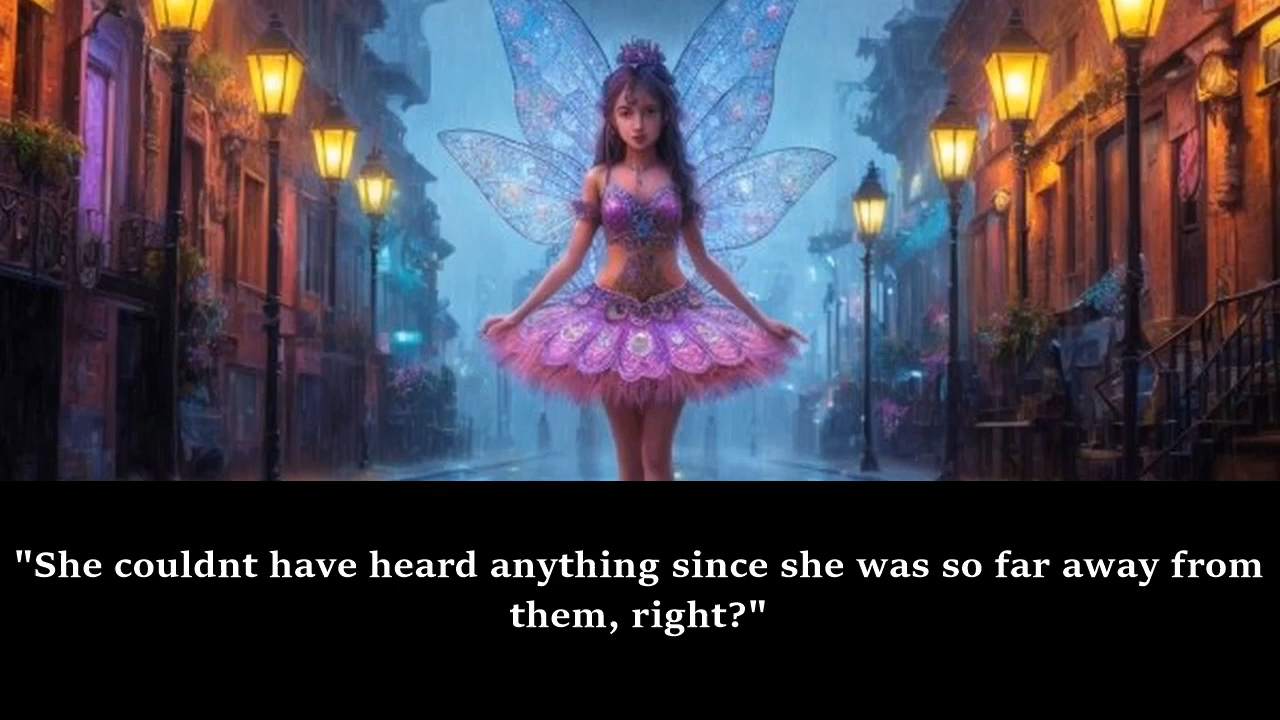 "She couldnt have heard anything since she was so far away from
them, right?"